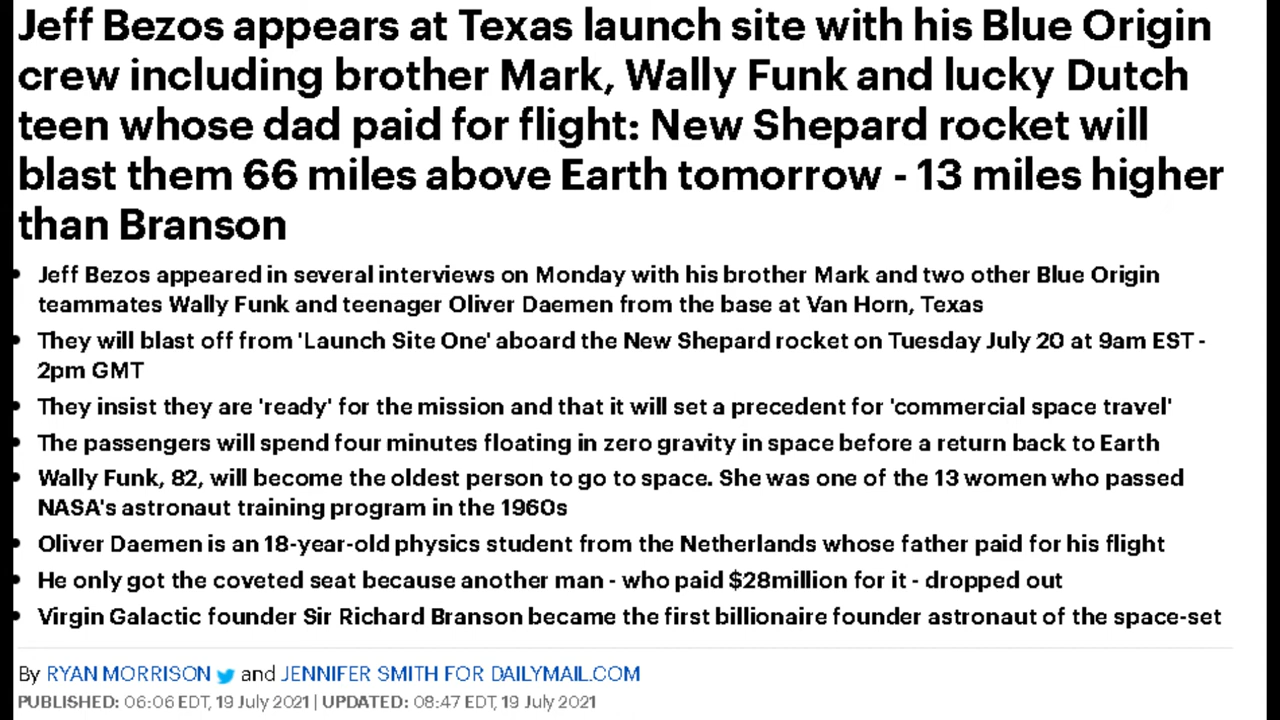 Jeff Bezos appears at Texas launch site with his Blue Origin
crew including brother Mark, Wally Funk and lucky Dutch
teen whose dad paid for flight: New Shepard rocket will
blast them 66 miles above Earth tomorrow - 13 miles higher
than Branson
• Jeff Bezos appeared in several interviews on Monday with his brother Mark and two other Blue Origin
teammates Wally Funk and teenager Oliver Daemen from the base at Van Horn, Texas
• They will blast off from 'Launch Site One' aboard the New Shepard rocket on Tuesday July 20 at 9am EST -
2pm GMT
• They insist they are 'ready' for the mission and that it will set a precedent for 'commercial space travel'
• The passengers will spend four minutes floating in zero gravity in space before a return back to Earth
• Wally Funk, 82, will become the oldest person to go to space. She was one of the 13 women who passed
NASA's astronaut training program in the 1960s
• Oliver Daemen is an 18-year-old physics student from the Netherlands whose father paid for his flight
• He only got the coveted seat because another man - who paid $28million for it - dropped out
• Virgin Galactic founder Sir Richard Branson became the first billionaire founder astronaut of the space-set
By RYAN MORRISON and JENNIFER SMITH FOR DAILYMAIL.COM
PUBLISHED: 06:06 EDT, 19 July 2021 | UPDATED: 08:47 EDT, 19 July 2021